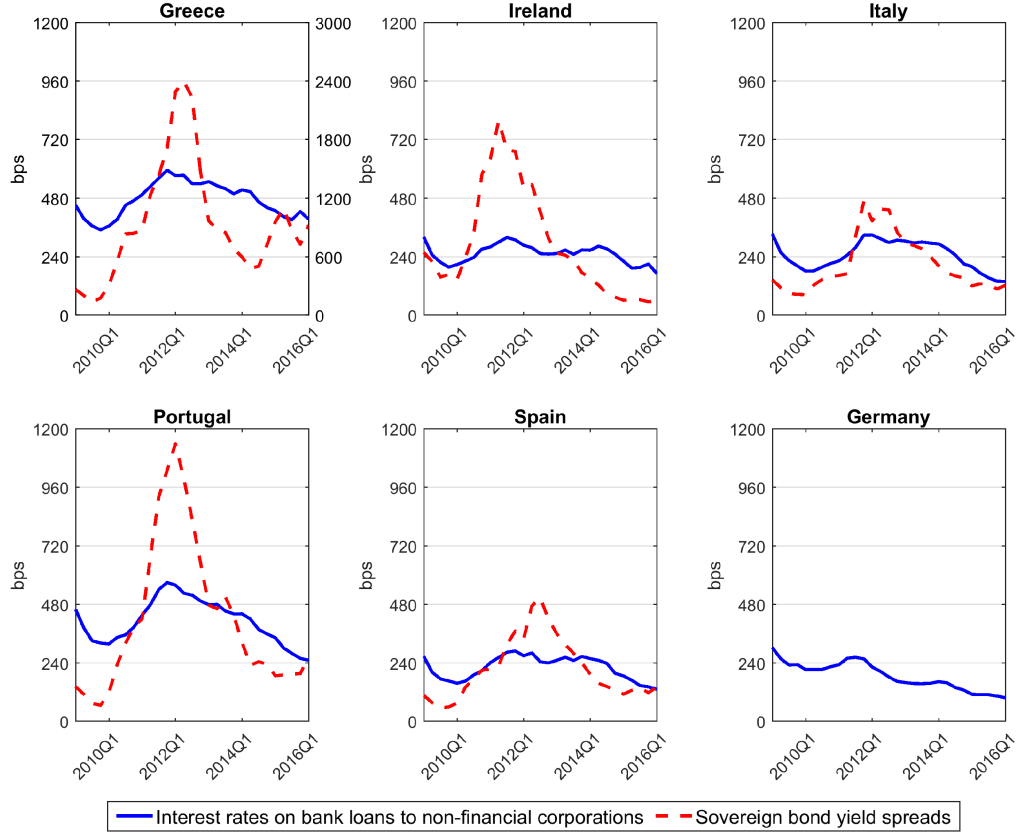 Greece
Ireland
Italy
1200
960
720
480
240
0
bps
3000
2400
1800
1200
600
0
2010Q1
2012Q1
2014Q1
2016Q1
1200
960
720
480
240
0
bps
2010Q1
2012Q1
2014Q1
2016Q1
1200
960
720
480
240
0
bps
2010Q1
2012Q1
2014Q1
2016Q1
Portugal
Spain
Germany
1200
960
720
480
240
0
bps
2010Q1
2012Q1
2014Q1
2016Q1
1200
960
720
480
240
0
bps
2010Q1
2012Q1
2014Q1
2016Q1
1200
960
720
480
240
0
bps
2010Q1
2012Q1
2014Q1
2016Q1
Interest rates on bank loans to non-financial corporations
Sovereign bond yield spreads